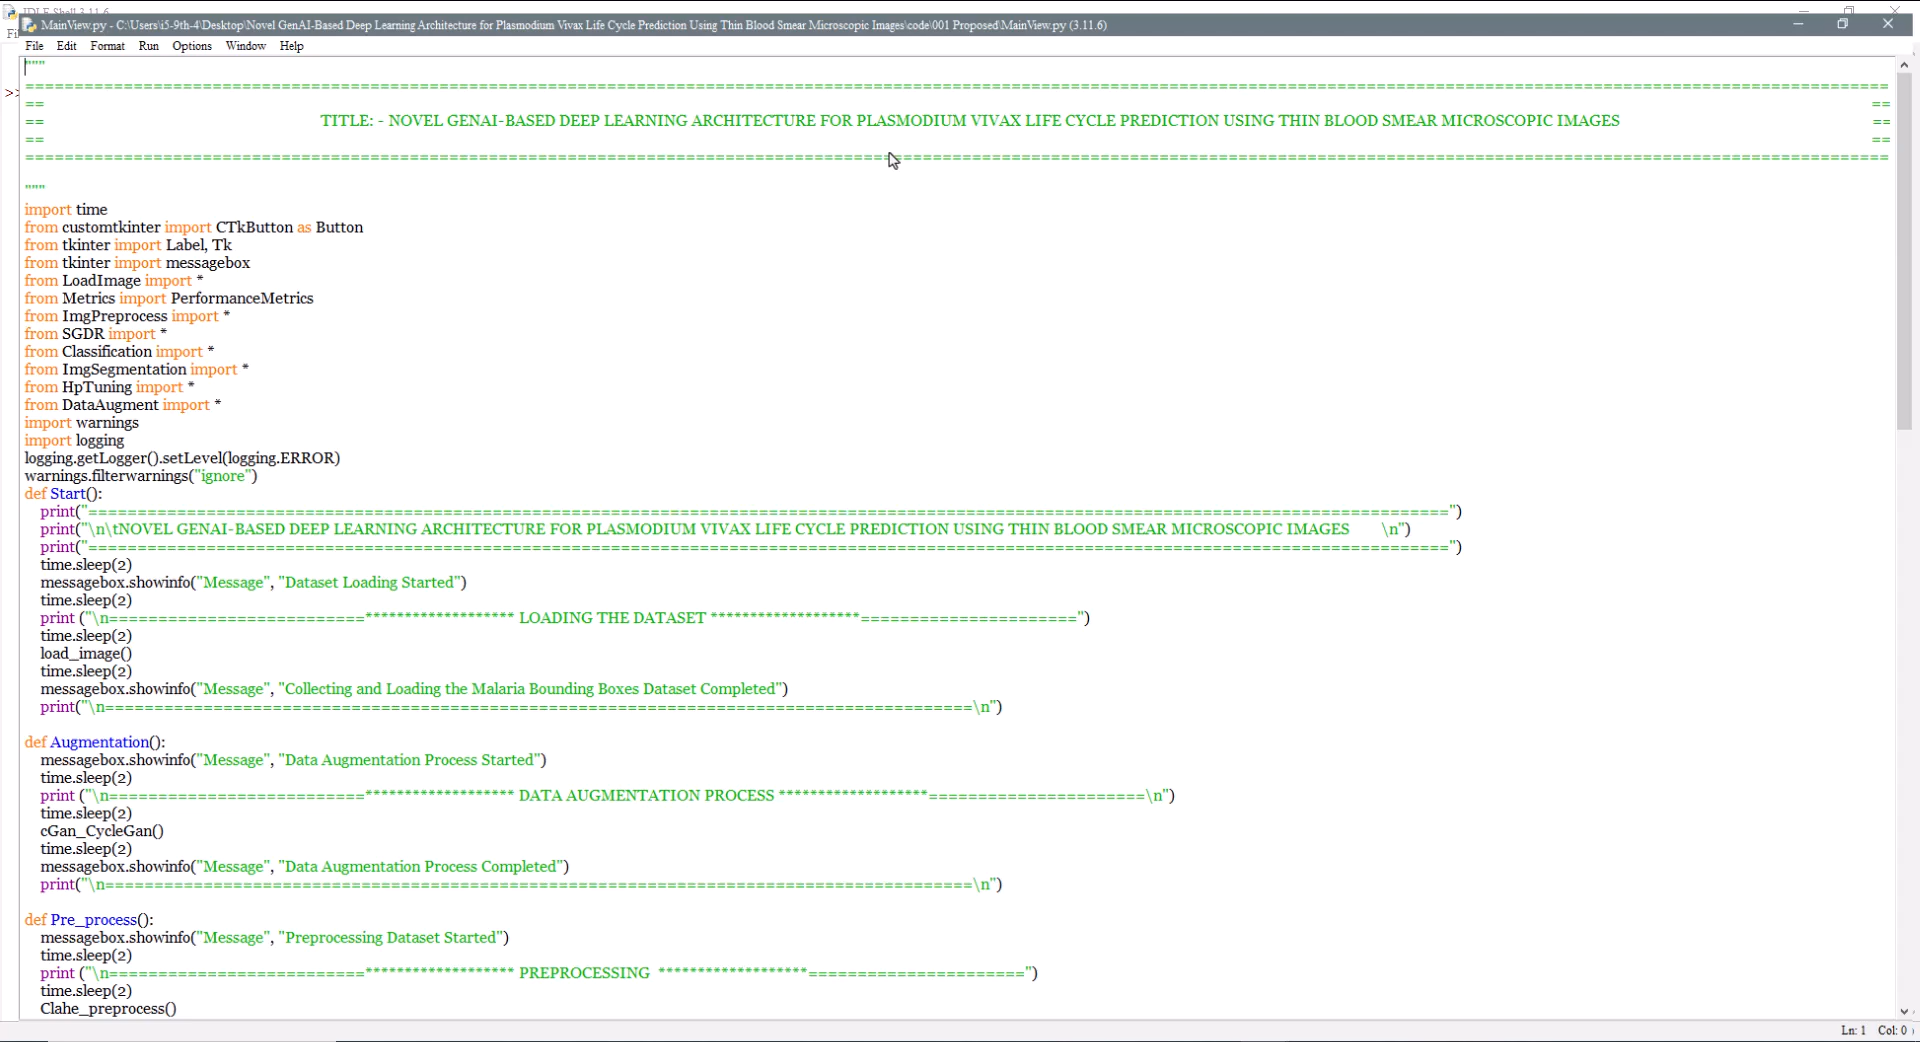 IDLE Shell 3.11.6
MainView.py - C:\Users\i5-9th-4\Desktop\Novel GenAI-Based Deep Learning Architecture for Plasmodium Vivax Life Cycle Prediction Using Thin Blood Smear Microscopic Images\code\001 Proposed\MainView.py (3.11.6)
File Edit Format Run Options Window Help
"""
==========================================================================================
== ==
== TITLE: - NOVEL GENAI-BASED DEEP LEARNING ARCHITECTURE FOR PLASMODIUM VIVAX LIFE CYCLE PREDICTION USING THIN BLOOD SMEAR MICROSCOPIC IMAGES ==
== ==
==========================================================================================
"""
import time
from customtkinter import CTkButton as Button
from tkinter import Label, Tk
from tkinter import messagebox
from LoadImage import *
from Metrics import PerformanceMetrics
from ImgPreprocess import *
from SGDR import *
from Classification import *
from ImgSegmentation import *
from HpTuning import *
from DataAugment import *
import warnings
import logging
logging.getLogger().setLevel(logging.ERROR)
warnings.filterwarnings("ignore")
def Start():
print("==========================================================================================")
print("\n\tNOVEL GENAI-BASED DEEP LEARNING ARCHITECTURE FOR PLASMODIUM VIVAX LIFE CYCLE PREDICTION USING THIN BLOOD SMEAR MICROSCOPIC IMAGES \n")
print("==========================================================================================")
time.sleep(2)
messagebox.showinfo("Message", "Dataset Loading Started")
time.sleep(2)
print ("\n==========================******************* LOADING THE DATASET *******************======================")
time.sleep(2)
load_image()
time.sleep(2)
messagebox.showinfo("Message", "Collecting and Loading the Malaria Bounding Boxes Dataset Completed")
print("\n========================================================================================\n")
def Augmentation():
messagebox.showinfo("Message", "Data Augmentation Process Started")
time.sleep(2)
print ("\n==========================******************* DATA AUGMENTATION PROCESS *******************======================\n")
time.sleep(2)
cGan_CycleGan()
time.sleep(2)
messagebox.showinfo("Message", "Data Augmentation Process Completed")
print("\n========================================================================================\n")
def Pre_process():
messagebox.showinfo("Message", "Preprocessing Dataset Started")
time.sleep(2)
print ("\n==========================******************* PREPROCESSING *******************======================")
time.sleep(2)
Clahe_preprocess()
Ln: 1 Col: 0